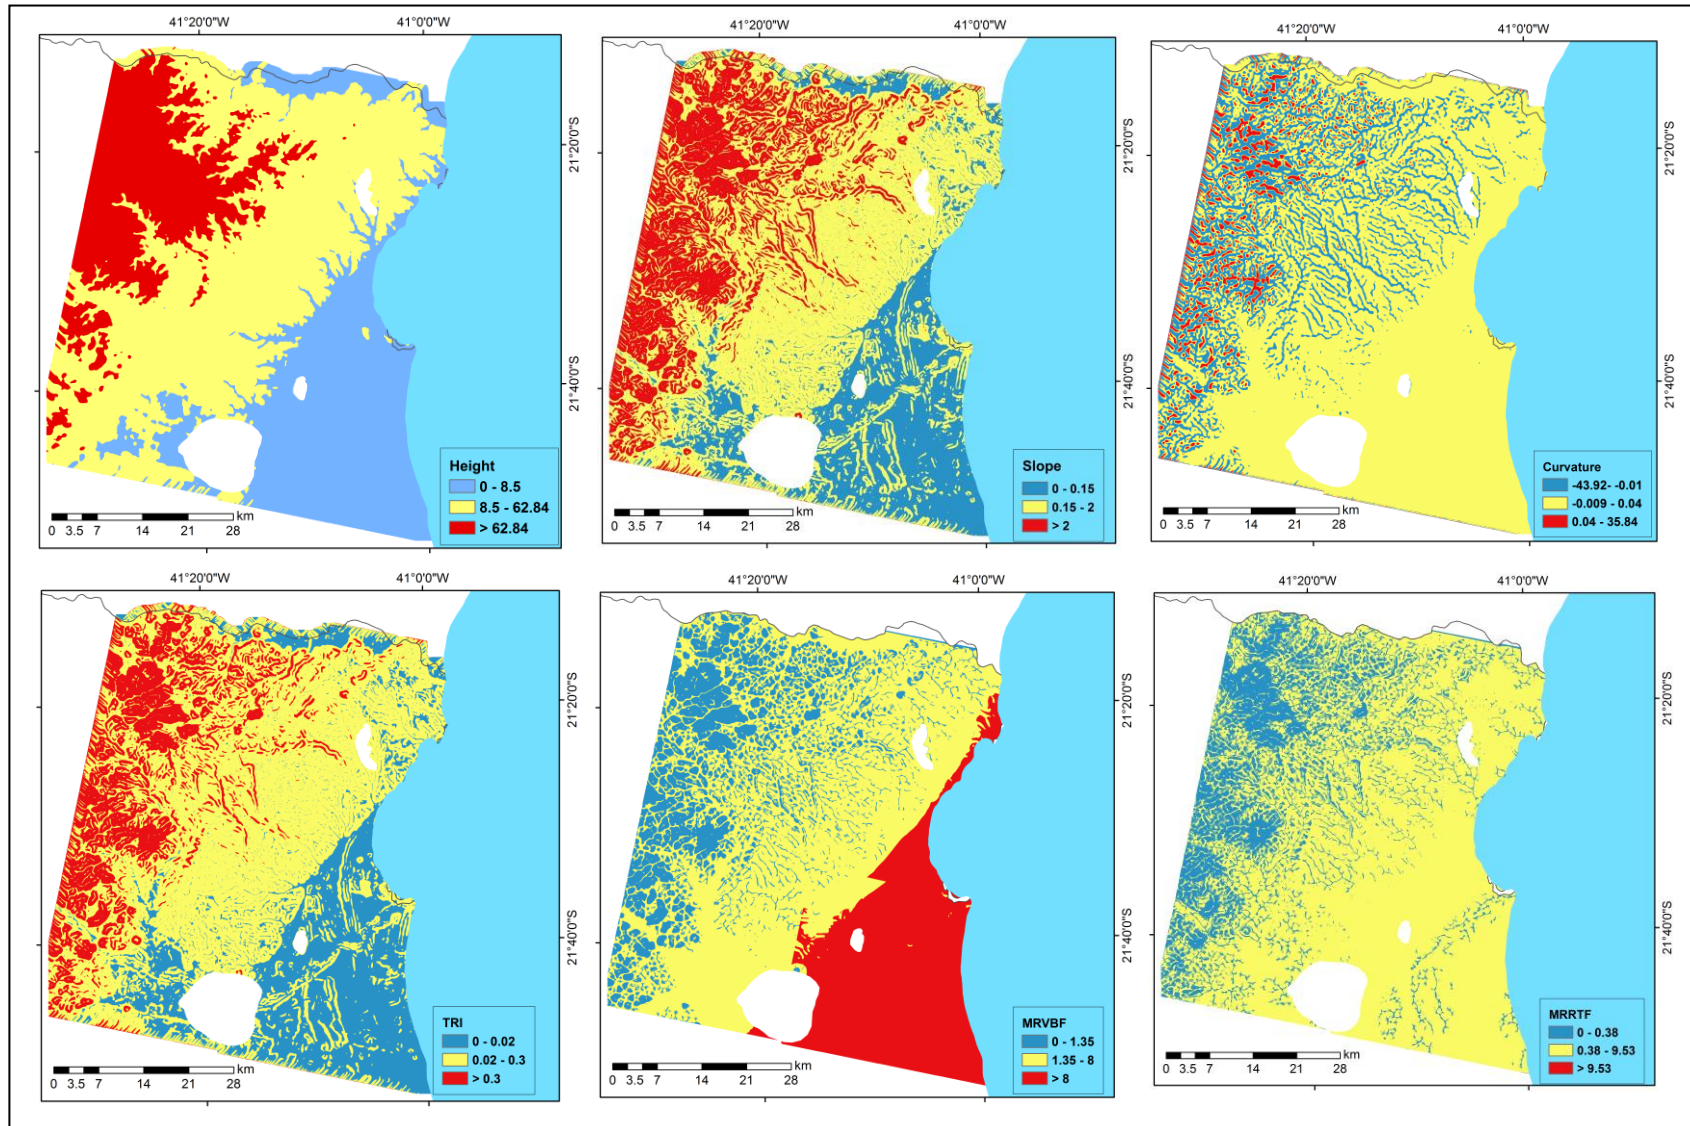 41°20'0"W 41°0'0"W
21°20'0"S
21°40'0"S
Height
0 - 8.5
8.5 - 62.84
> 62.84
km
0 3.5 7 14 21 28
41°20'0"W 41°0'0"W
21°20'0"S
21°40'0"S
Slope
0 - 0.15
0.15 - 2
> 2
km
0 3.5 7 14 21 28
41°20'0"W 41°0'0"W
21°20'0"S
21°40'0"S
Curvature
-43.92- -0.01
-0.009 - 0.04
0.04 - 35.84
km
0 3.5 7 14 21 28
41°20'0"W 41°0'0"W
21°20'0"S
21°40'0"S
TRI
0 - 0.02
0.02 - 0.3
> 0.3
km
0 3.5 7 14 21 28
41°20'0"W 41°0'0"W
21°20'0"S
21°40'0"S
MRVBF
0 - 1.35
1.35 - 8
> 8
km
0 3.5 7 14 21 28
41°20'0"W 41°0'0"W
21°20'0"S
21°40'0"S
MRRTF
0 - 0.38
0.38 - 9.53
> 9.53
km
0 3.5 7 14 21 28